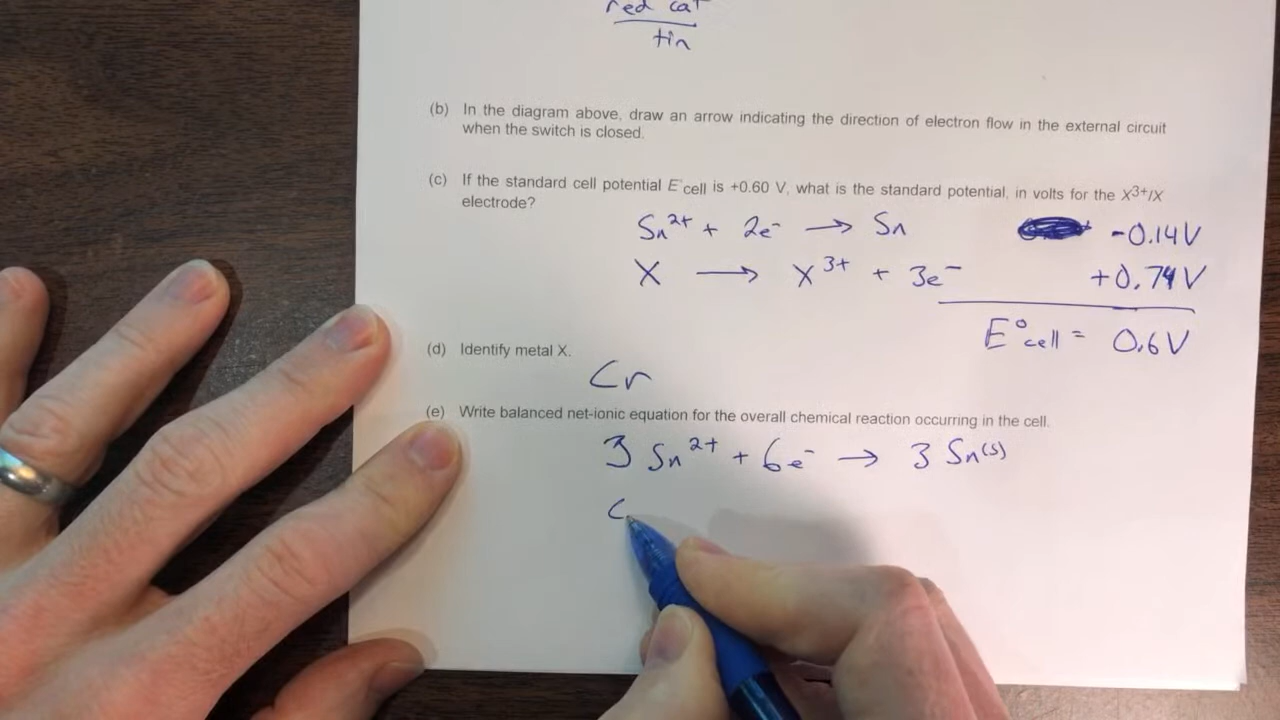 red cat
tin
(b) In the diagram above, draw an arrow indicating the direction of electron flow in the external circuit
when the switch is closed.
(c) If the standard cell potential E°cell is +0.60 V, what is the standard potential, in volts for the X³⁺/X
electrode?
Sn²⁺ + 2e⁻ → Sn -0.14V
X → X³⁺ + 3e⁻ +0.74V
E°cell = 0.6V
(d) Identify metal X.
Cr
(e) Write balanced net-ionic equation for the overall chemical reaction occurring in the cell.
3 Sn²⁺ + 6e⁻ → 3 Sn(s)
C